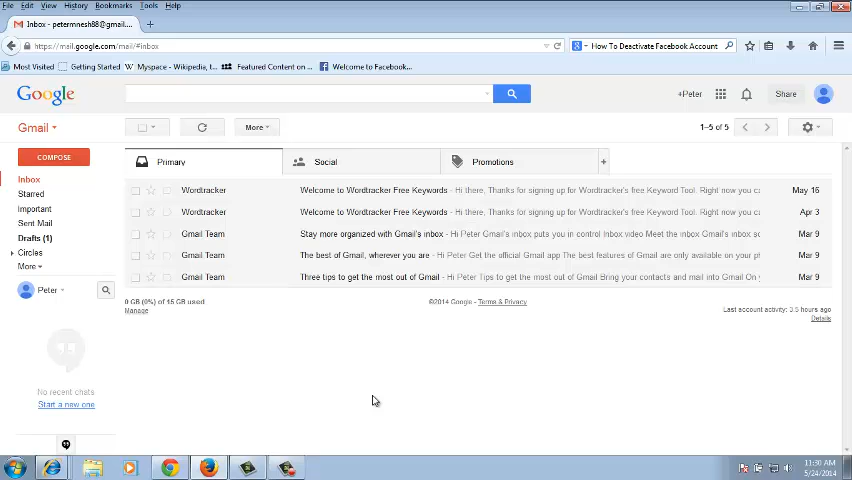 File Edit View History Bookmarks Tools Help
Inbox - petermnesh88@gmail....
https://mail.google.com/mail/#inbox
How To Deactivate Facebook Account
Most Visited Getting Started Myspace - Wikipedia, t... Featured Content on ... Welcome to Facebook...
Google +Peter Share
Gmail More 1–5 of 5
COMPOSE
Primary Social Promotions
Inbox
Wordtracker Welcome to Wordtracker Free Keywords - Hi there, Thanks for signing up for Wordtracker's free Keyword Tool. Right now you ca May 16
Starred
Important
Wordtracker Welcome to Wordtracker Free Keywords - Hi there, Thanks for signing up for Wordtracker's free Keyword Tool. Right now you ca Apr 3
Sent Mail
Gmail Team Stay more organized with Gmail's inbox - Hi Peter Gmail's inbox puts you in control Inbox video Meet the inbox Gmail's inbox so Mar 9
Drafts (1)
Circles
Gmail Team The best of Gmail, wherever you are - Hi Peter Get the official Gmail app The best features of Gmail are only available on your ph Mar 9
More
Gmail Team Three tips to get the most out of Gmail - Hi Peter Tips to get the most out of Gmail Bring your contacts and mail into Gmail On y Mar 9
Peter
0 GB (0%) of 15 GB used
Manage
©2014 Google - Terms & Privacy
Last account activity: 3.5 hours ago
Details
No recent chats
Start a new one
11:30 AM
5/24/2014